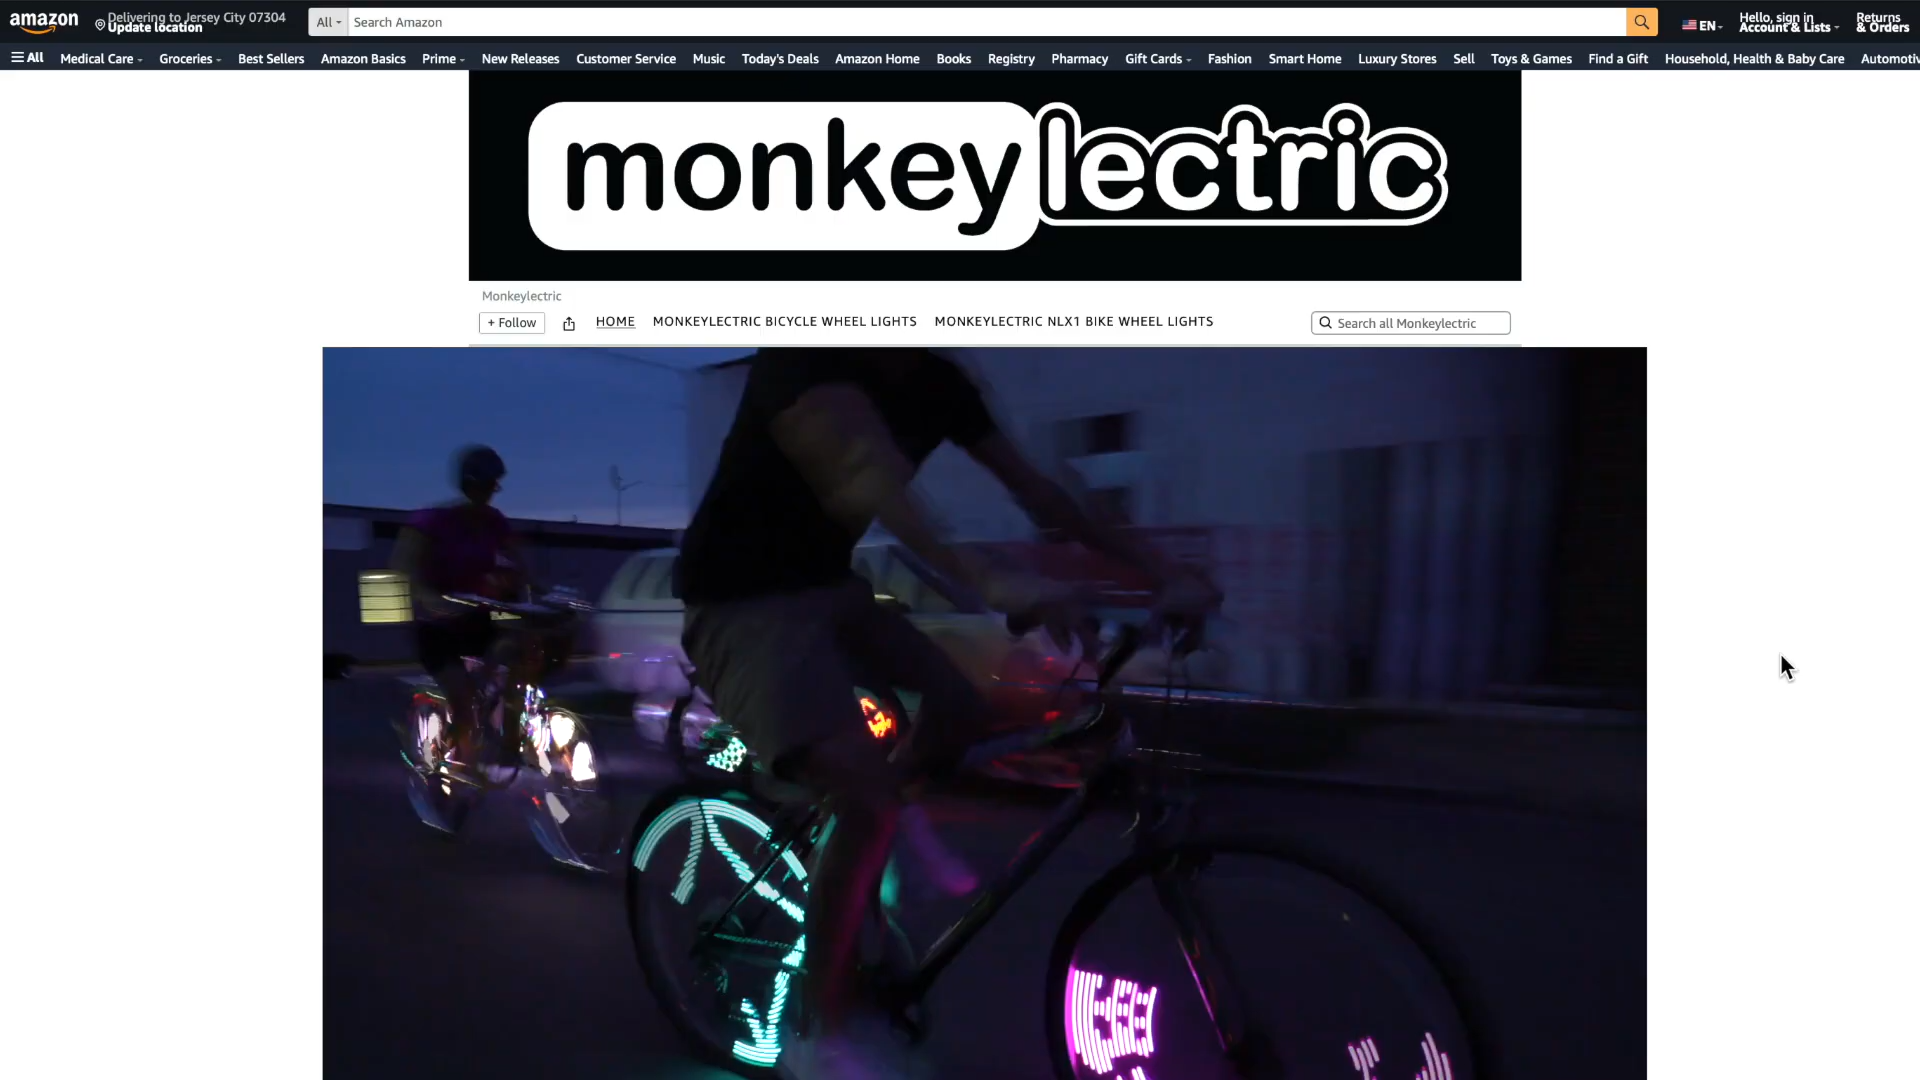 amazon
Delivering to Jersey City 07304
Update location
All
Search Amazon
EN
Hello, sign in
Account & Lists
Returns
& Orders
All
Medical Care
Groceries
Best Sellers
Amazon Basics
Prime
New Releases
Customer Service
Music
Today's Deals
Amazon Home
Books
Registry
Pharmacy
Gift Cards
Fashion
Smart Home
Luxury Stores
Sell
Toys & Games
Find a Gift
Household, Health & Baby Care
monkeylectric
Monkeylectric
+ Follow
HOME
MONKEYLECTRIC BICYCLE WHEEL LIGHTS
MONKEYLECTRIC NLX1 BIKE WHEEL LIGHTS
Search all Monkeylectric